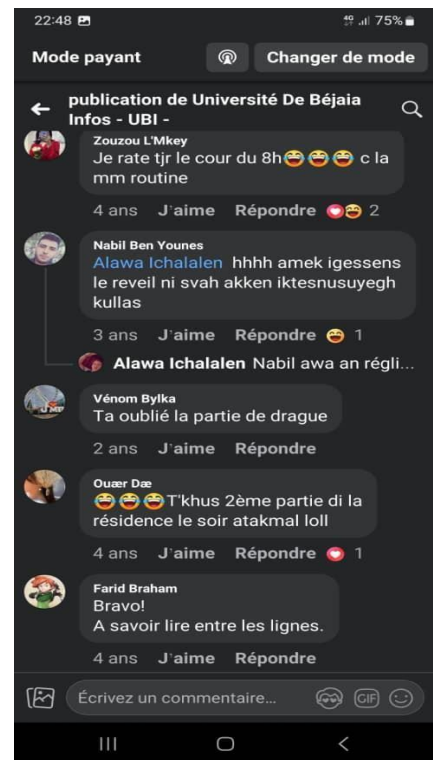 22:48 4G 75%
Mode payant Changer de mode
publication de Université De Béjaia
Infos - UBI -
Zouzou L'Mkey
Je rate tjr le cour du 8h😂😂😂 c la
mm routine
4 ans J'aime Répondre 2
Nabil Ben Younes
Alawa Ichalalen hhhh amek igessens
le reveil ni svah akken iktesnusuyegh
kullas
3 ans J'aime Répondre 1
Alawa Ichalalen Nabil awa an régli...
Vénom Bylka
Ta oublié la partie de drague
2 ans J'aime Répondre
Ouær Dæ
😂😂😂T'khus 2ème partie di la
résidence le soir atakmal loll
4 ans J'aime Répondre 1
Farid Braham
Bravo!
A savoir lire entre les lignes.
4 ans J'aime Répondre
Écrivez un commentaire... GIF